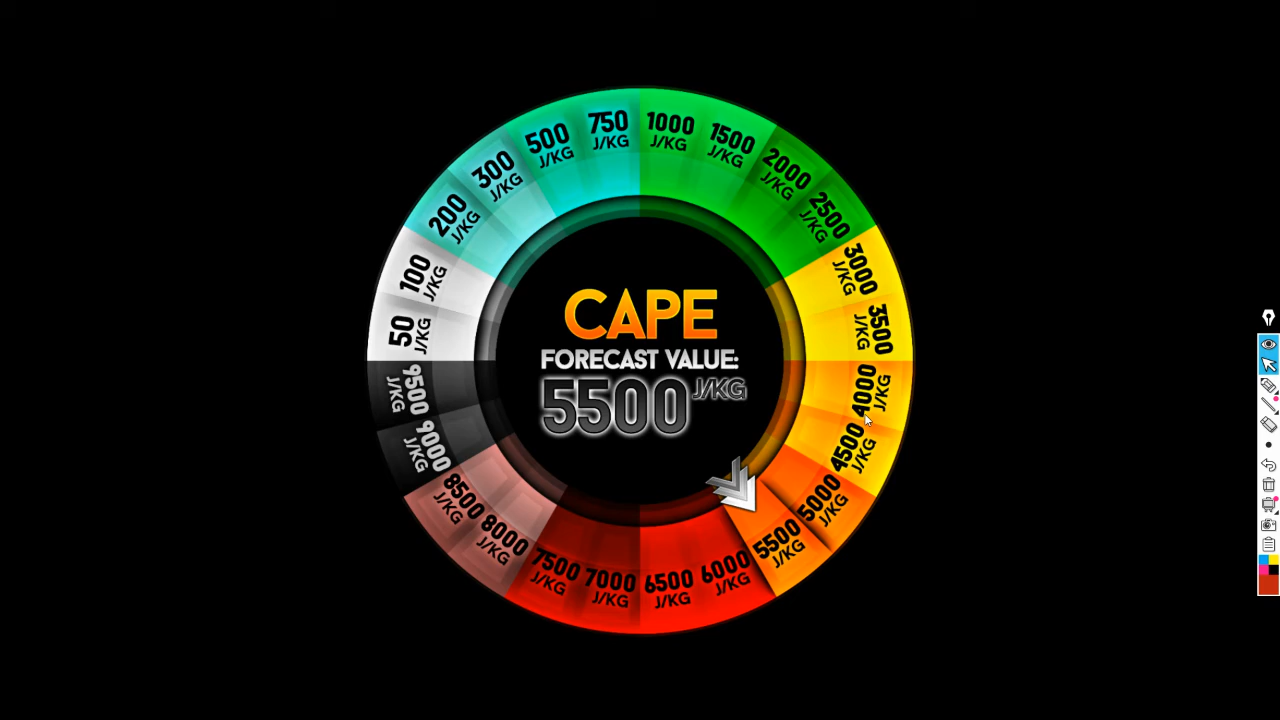 1000
J/KG
1500
J/KG
2000
J/KG
2500
J/KG
3000
J/KG
3500
J/KG
4000
J/KG
4500
J/KG
5000
J/KG
5500
J/KG
6000
J/KG
6500
J/KG
7000
J/KG
7500
J/KG
8000
J/KG
8500
J/KG
9000
J/KG
9500
J/KG
50
J/KG
100
J/KG
200
J/KG
300
J/KG
500
J/KG
750
J/KG
CAPE
FORECAST VALUE:
5500 J/KG